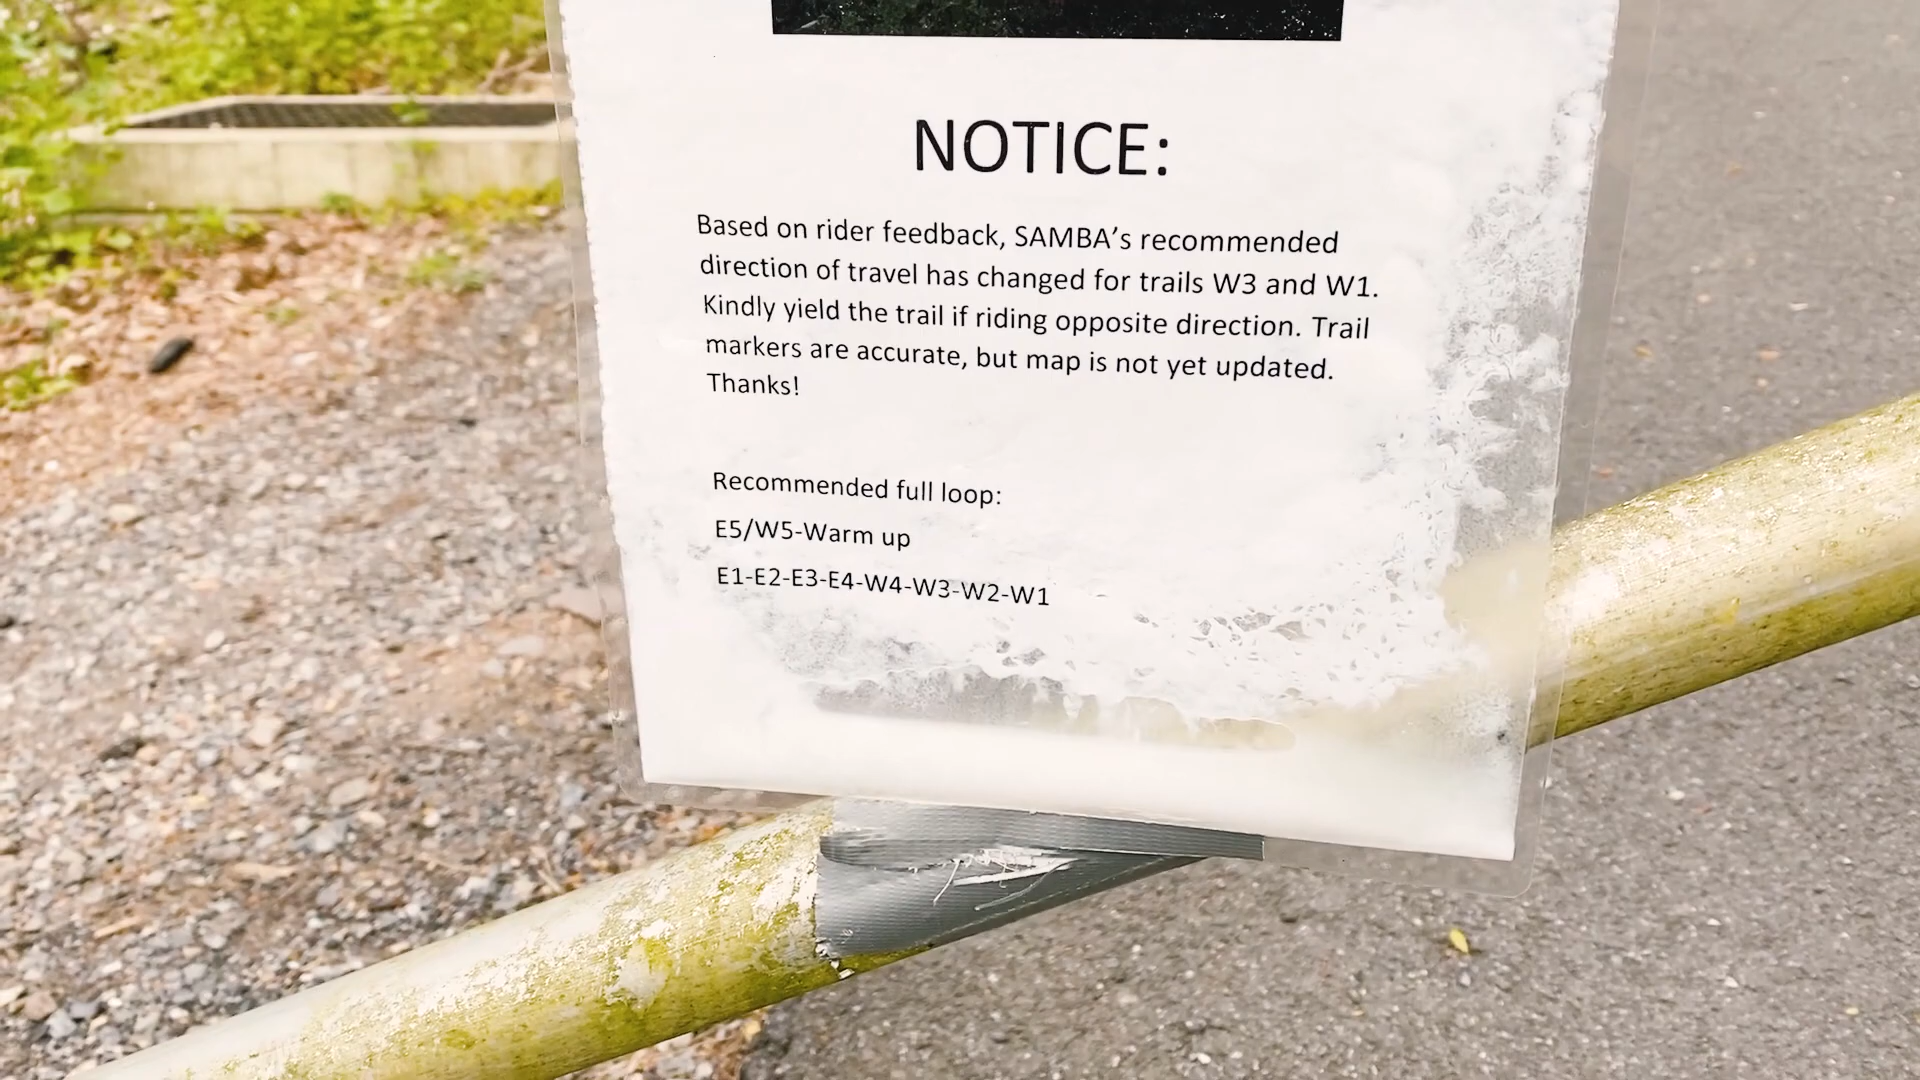 NOTICE:
Based on rider feedback, SAMBA’s recommended
direction of travel has changed for trails W3 and W1.
Kindly yield the trail if riding opposite direction. Trail
markers are accurate, but map is not yet updated.
Thanks!
Recommended full loop:
E5/W5-Warm up
E1-E2-E3-E4-W4-W3-W2-W1